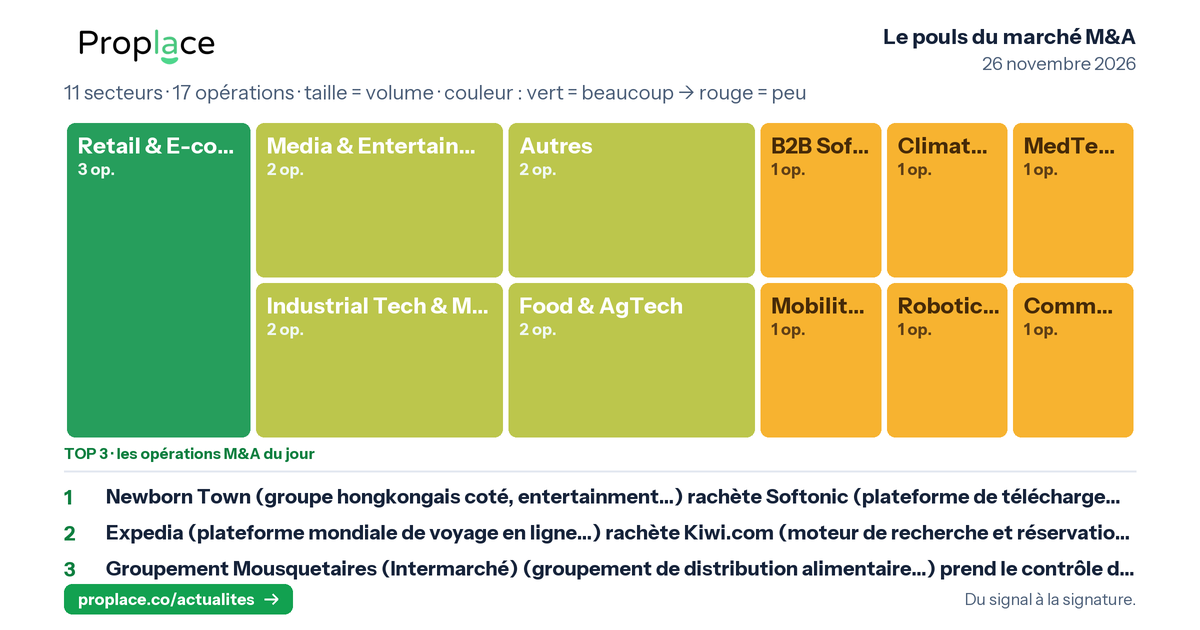 Proplace
Le pouls du marché M&A
26 novembre 2026
11 secteurs · 17 opérations · taille = volume · couleur : vert = beaucoup → rouge = peu
Retail & E-co...
3 op.
Media & Entertain...
2 op.
Autres
2 op.
B2B Sof...
1 op.
Climat...
1 op.
MedTe...
1 op.
Industrial Tech & M...
2 op.
Food & AgTech
2 op.
Mobilit...
1 op.
Robotic...
1 op.
Comm...
1 op.
TOP 3 · les opérations M&A du jour
1 Newborn Town (groupe hongkongais coté, entertainment...) rachète Softonic (plateforme de télécharge...
2 Expedia (plateforme mondiale de voyage en ligne...) rachète Kiwi.com (moteur de recherche et réservatio...
3 Groupement Mousquetaires (Intermarché) (groupement de distribution alimentaire...) prend le contrôle d...
proplace.co/actualites →
Du signal à la signature.